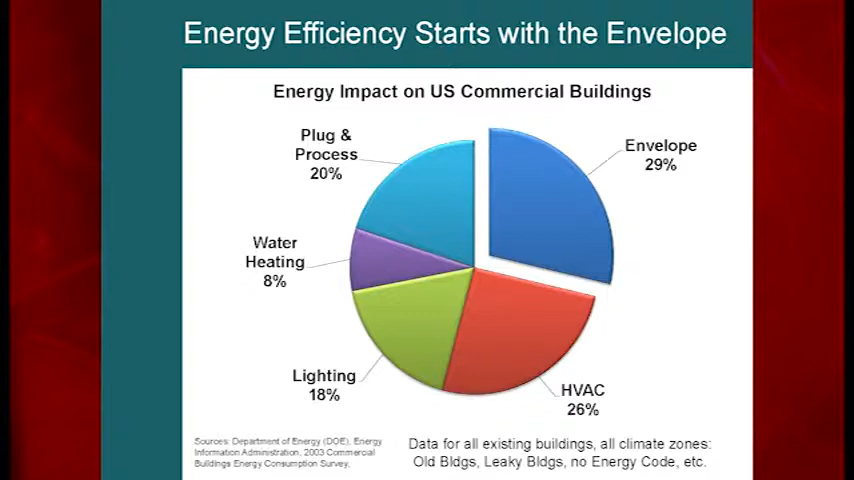 Energy Efficiency Starts with the Envelope
Energy Impact on US Commercial Buildings
Plug &
Process
20%
Envelope
29%
Water
Heating
8%
Lighting
18%
HVAC
26%
Sources: Department of Energy (DOE), Energy
Information Administration, 2003 Commercial
Buildings Energy Consumption Survey,
Data for all existing buildings, all climate zones:
Old Bldgs, Leaky Bldgs, no Energy Code, etc.